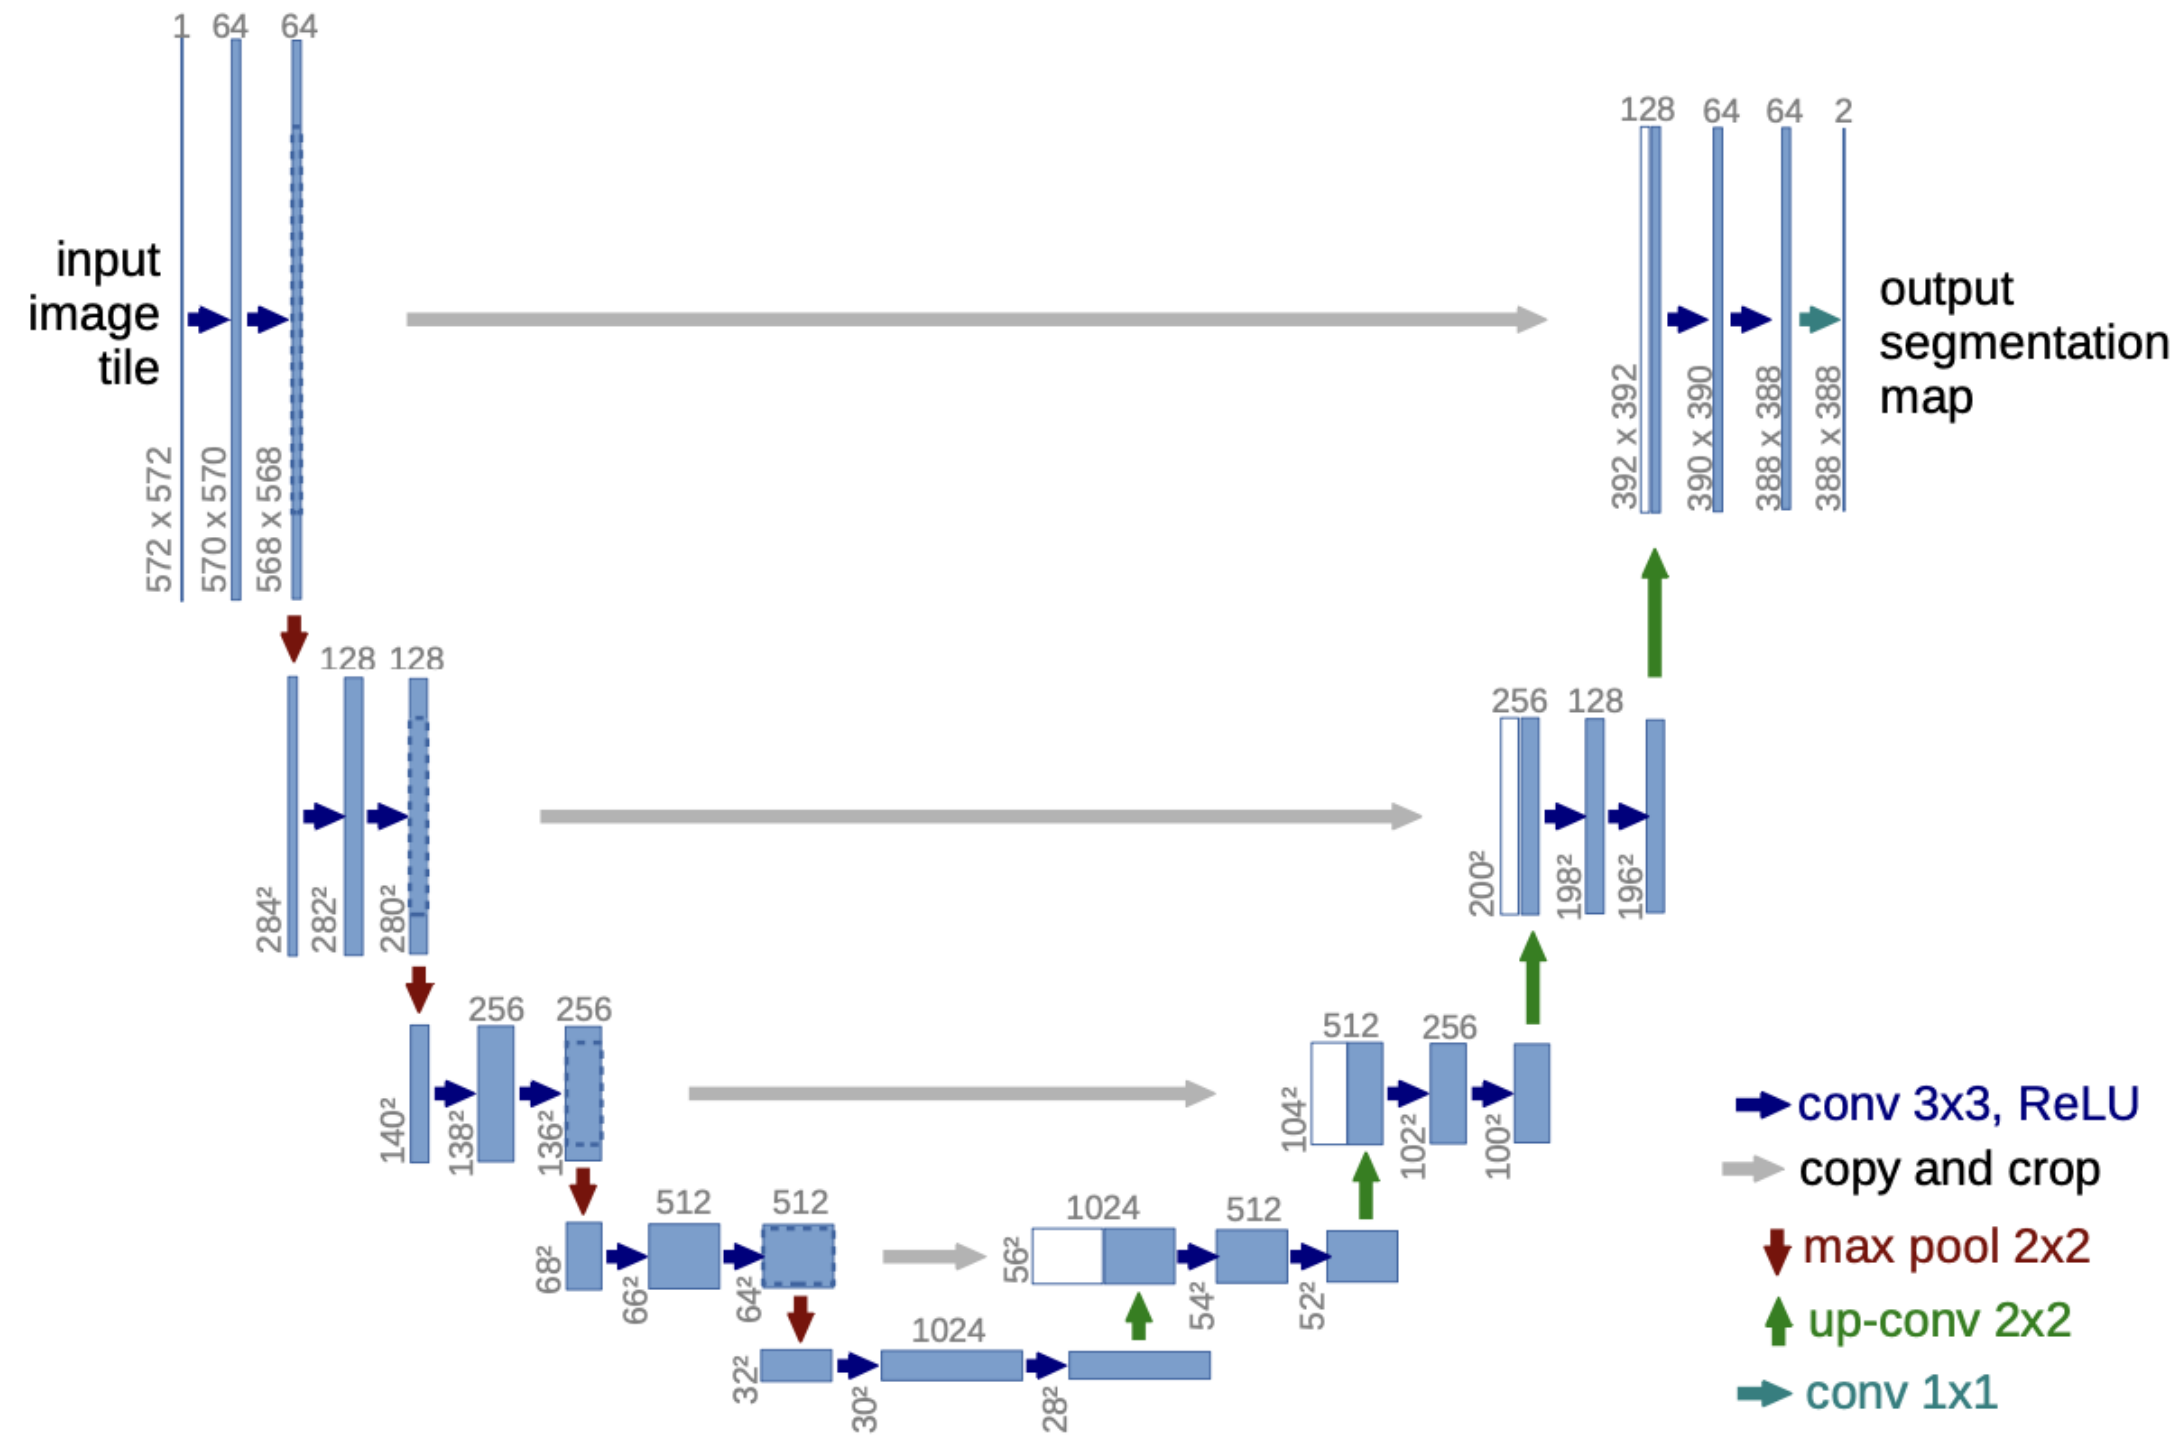 1 64 64
input
image
tile
572 x 572
570 x 570
568 x 568
128 64 64 2
output
segmentation
map
392 x 392
390 x 390
388 x 388
388 x 388
128 128
284²
282²
280²
256 128
200²
198²
196²
256 256
140²
138²
136²
512 256
104²
102²
100²
512 512
68²
66²
64²
1024 512
56²
54²
52²
1024
32²
30²
28²
conv 3x3, ReLU
copy and crop
max pool 2x2
up-conv 2x2
conv 1x1